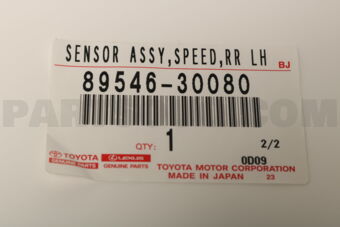 SENSOR ASSY,SPEED,RR LH
BJ
89546-30080
QTY: 1
2/2
0D09
TOYOTA
GENUINE PARTS
LEXUS
GENUINE PARTS
TOYOTA MOTOR CORPORATION
MADE IN JAPAN 23